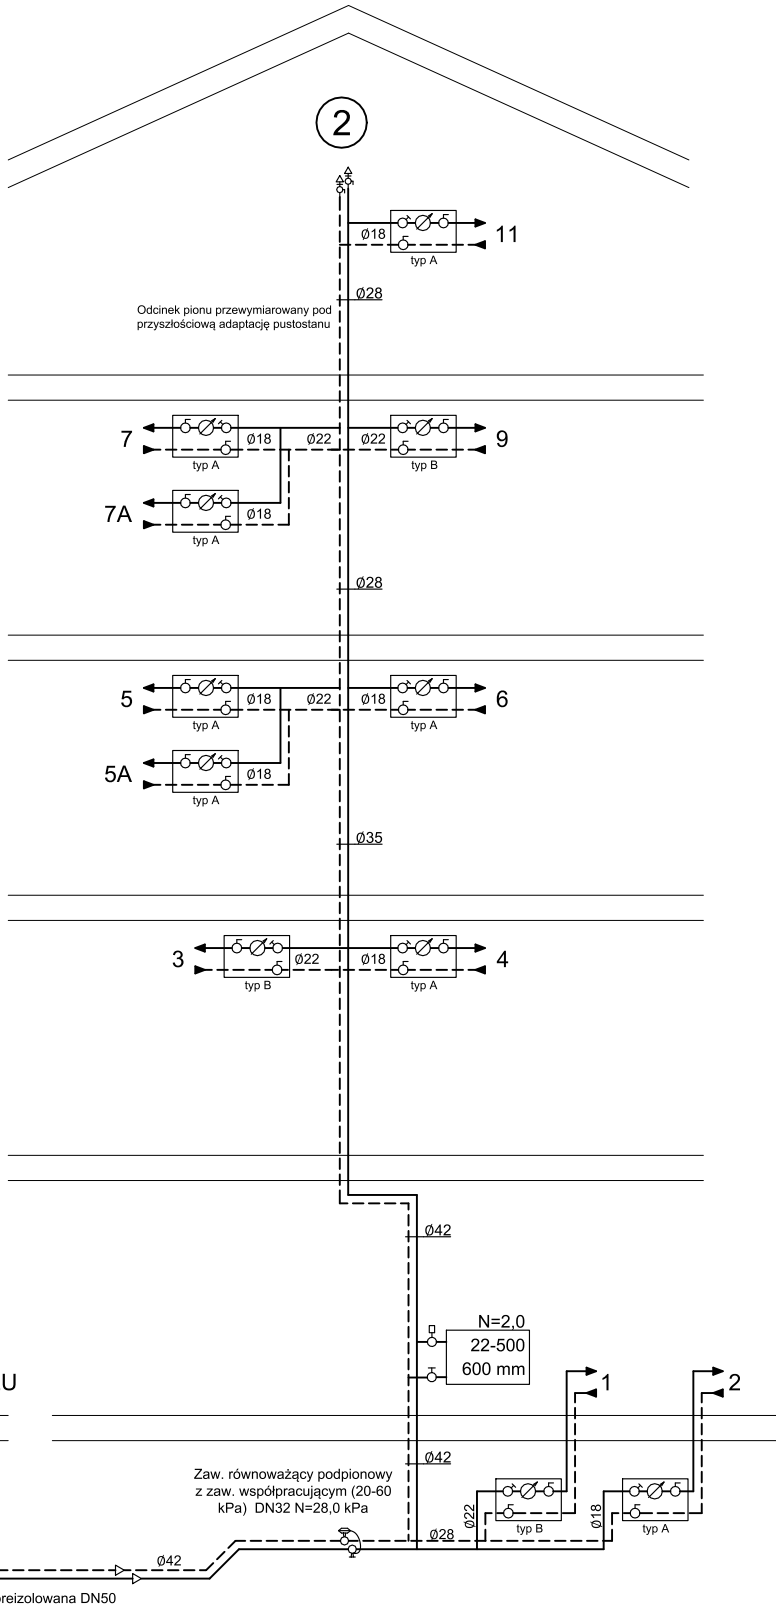 2
Ø18
11
typ A
Ø28
Odcinek pionu przewymiarowany pod
przyszłościową adaptację pustostanu
7
Ø18
Ø22
Ø22
9
typ A
typ B
7A
Ø18
typ A
Ø28
5
Ø18
Ø22
Ø18
6
typ A
typ A
5A
Ø18
typ A
Ø35
3
Ø22
Ø18
4
typ B
typ A
Ø42
N=2,0
22-500
600 mm
U
1
2
Ø42
Zaw. równoważący podpionowy
z zaw. współpracującym (20-60
kPa) DN32 N=28,0 kPa
Ø22
Ø18
typ B
typ A
Ø28
Ø42
reizolowana DN50